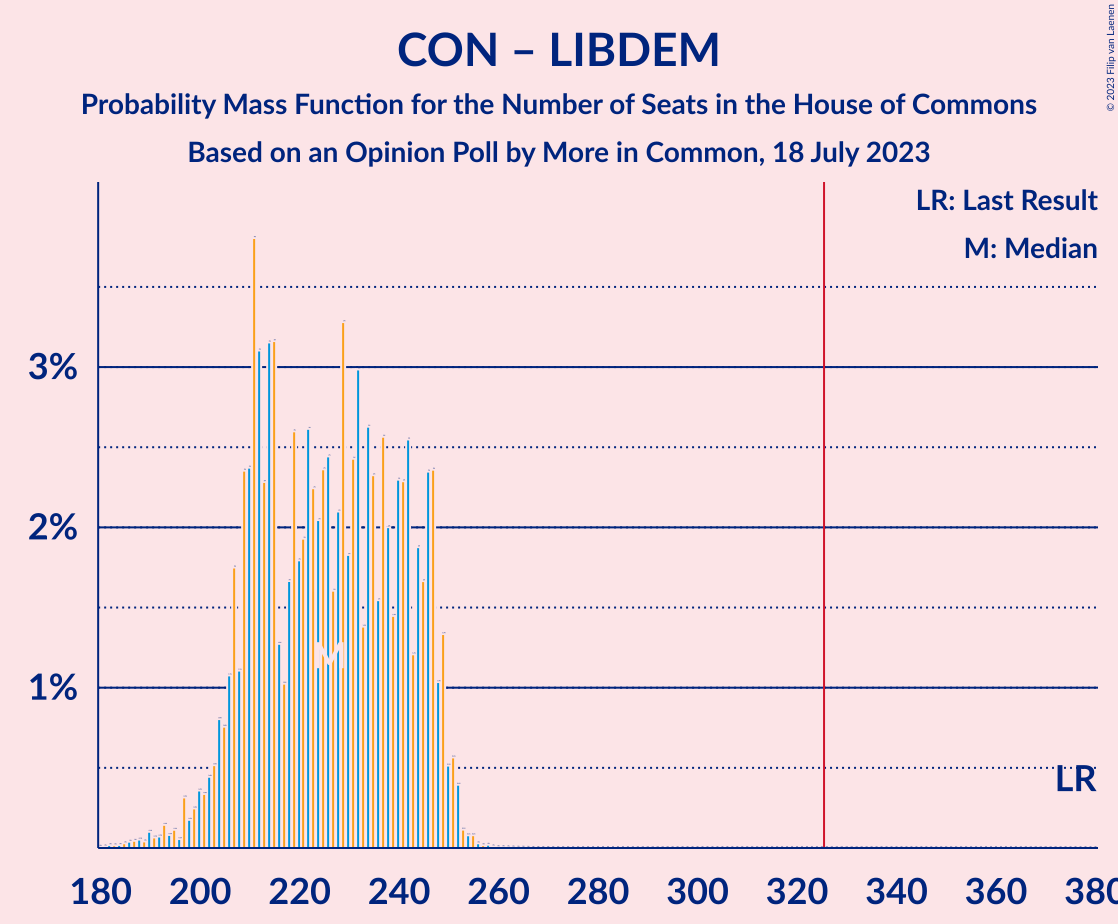 CON – LIBDEM
Probability Mass Function for the Number of Seats in the House of Commons
Based on an Opinion Poll by More in Common, 18 July 2023
© 2023 Filip van Laenen
LR: Last Result
M: Median
3%
2%
1%
M
LR
180 200 220 240 260 280 300 320 340 360 380